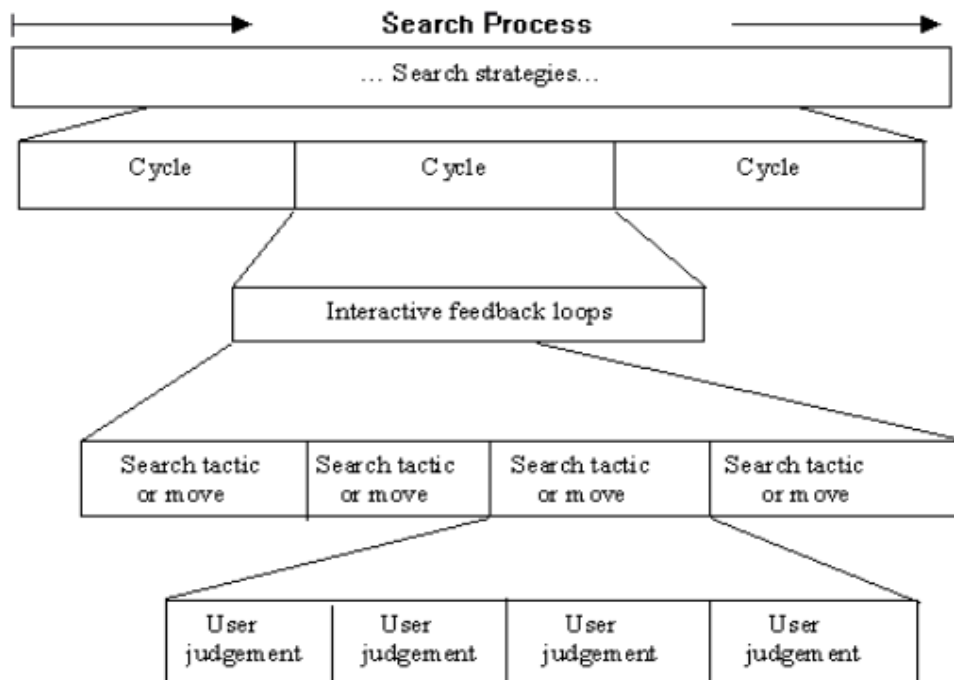 Search Process
... Search strategies...
Cycle Cycle Cycle
Interactive feedback loops
Search tactic Search tactic Search tactic Search tactic
or move or move or move or move
User User User User
judgement judgement judgement judgement